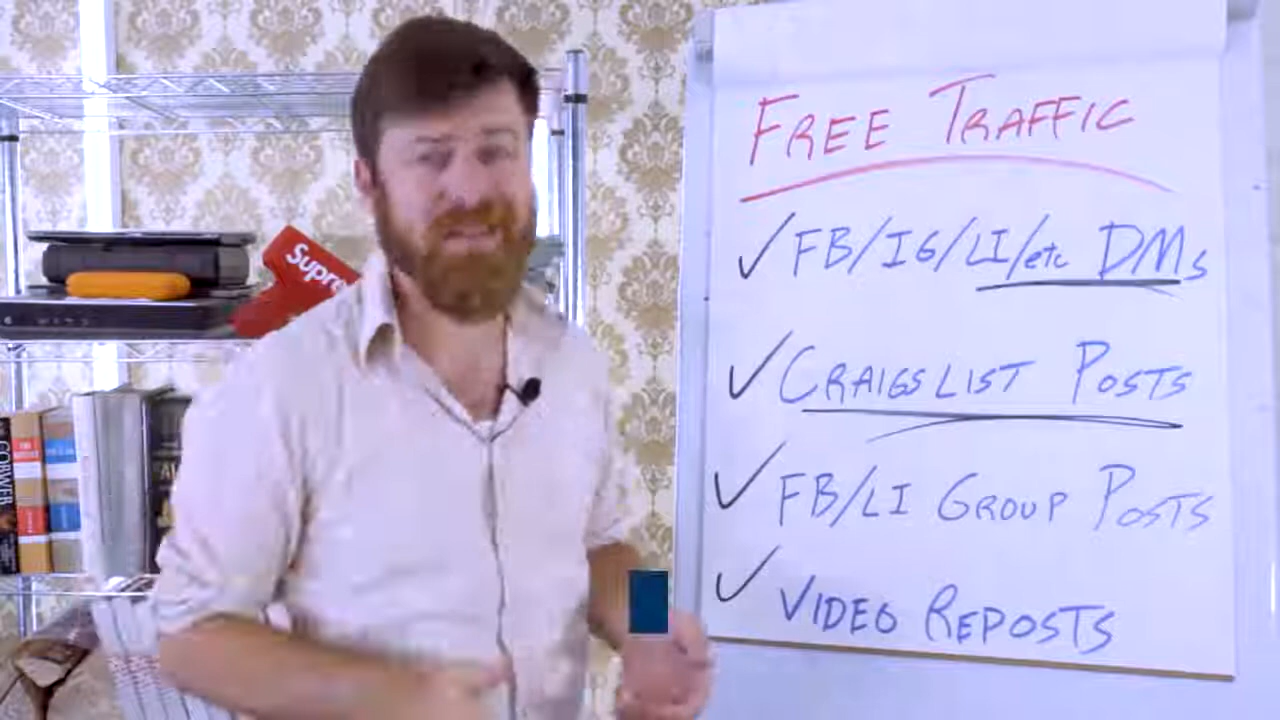 FREE TRAFFIC
✓ FB/IG/LI/etc DMs
✓ CRAIGSLIST POSTS
✓ FB/LI GROUP POSTS
✓ VIDEO REPOSTS
Supre